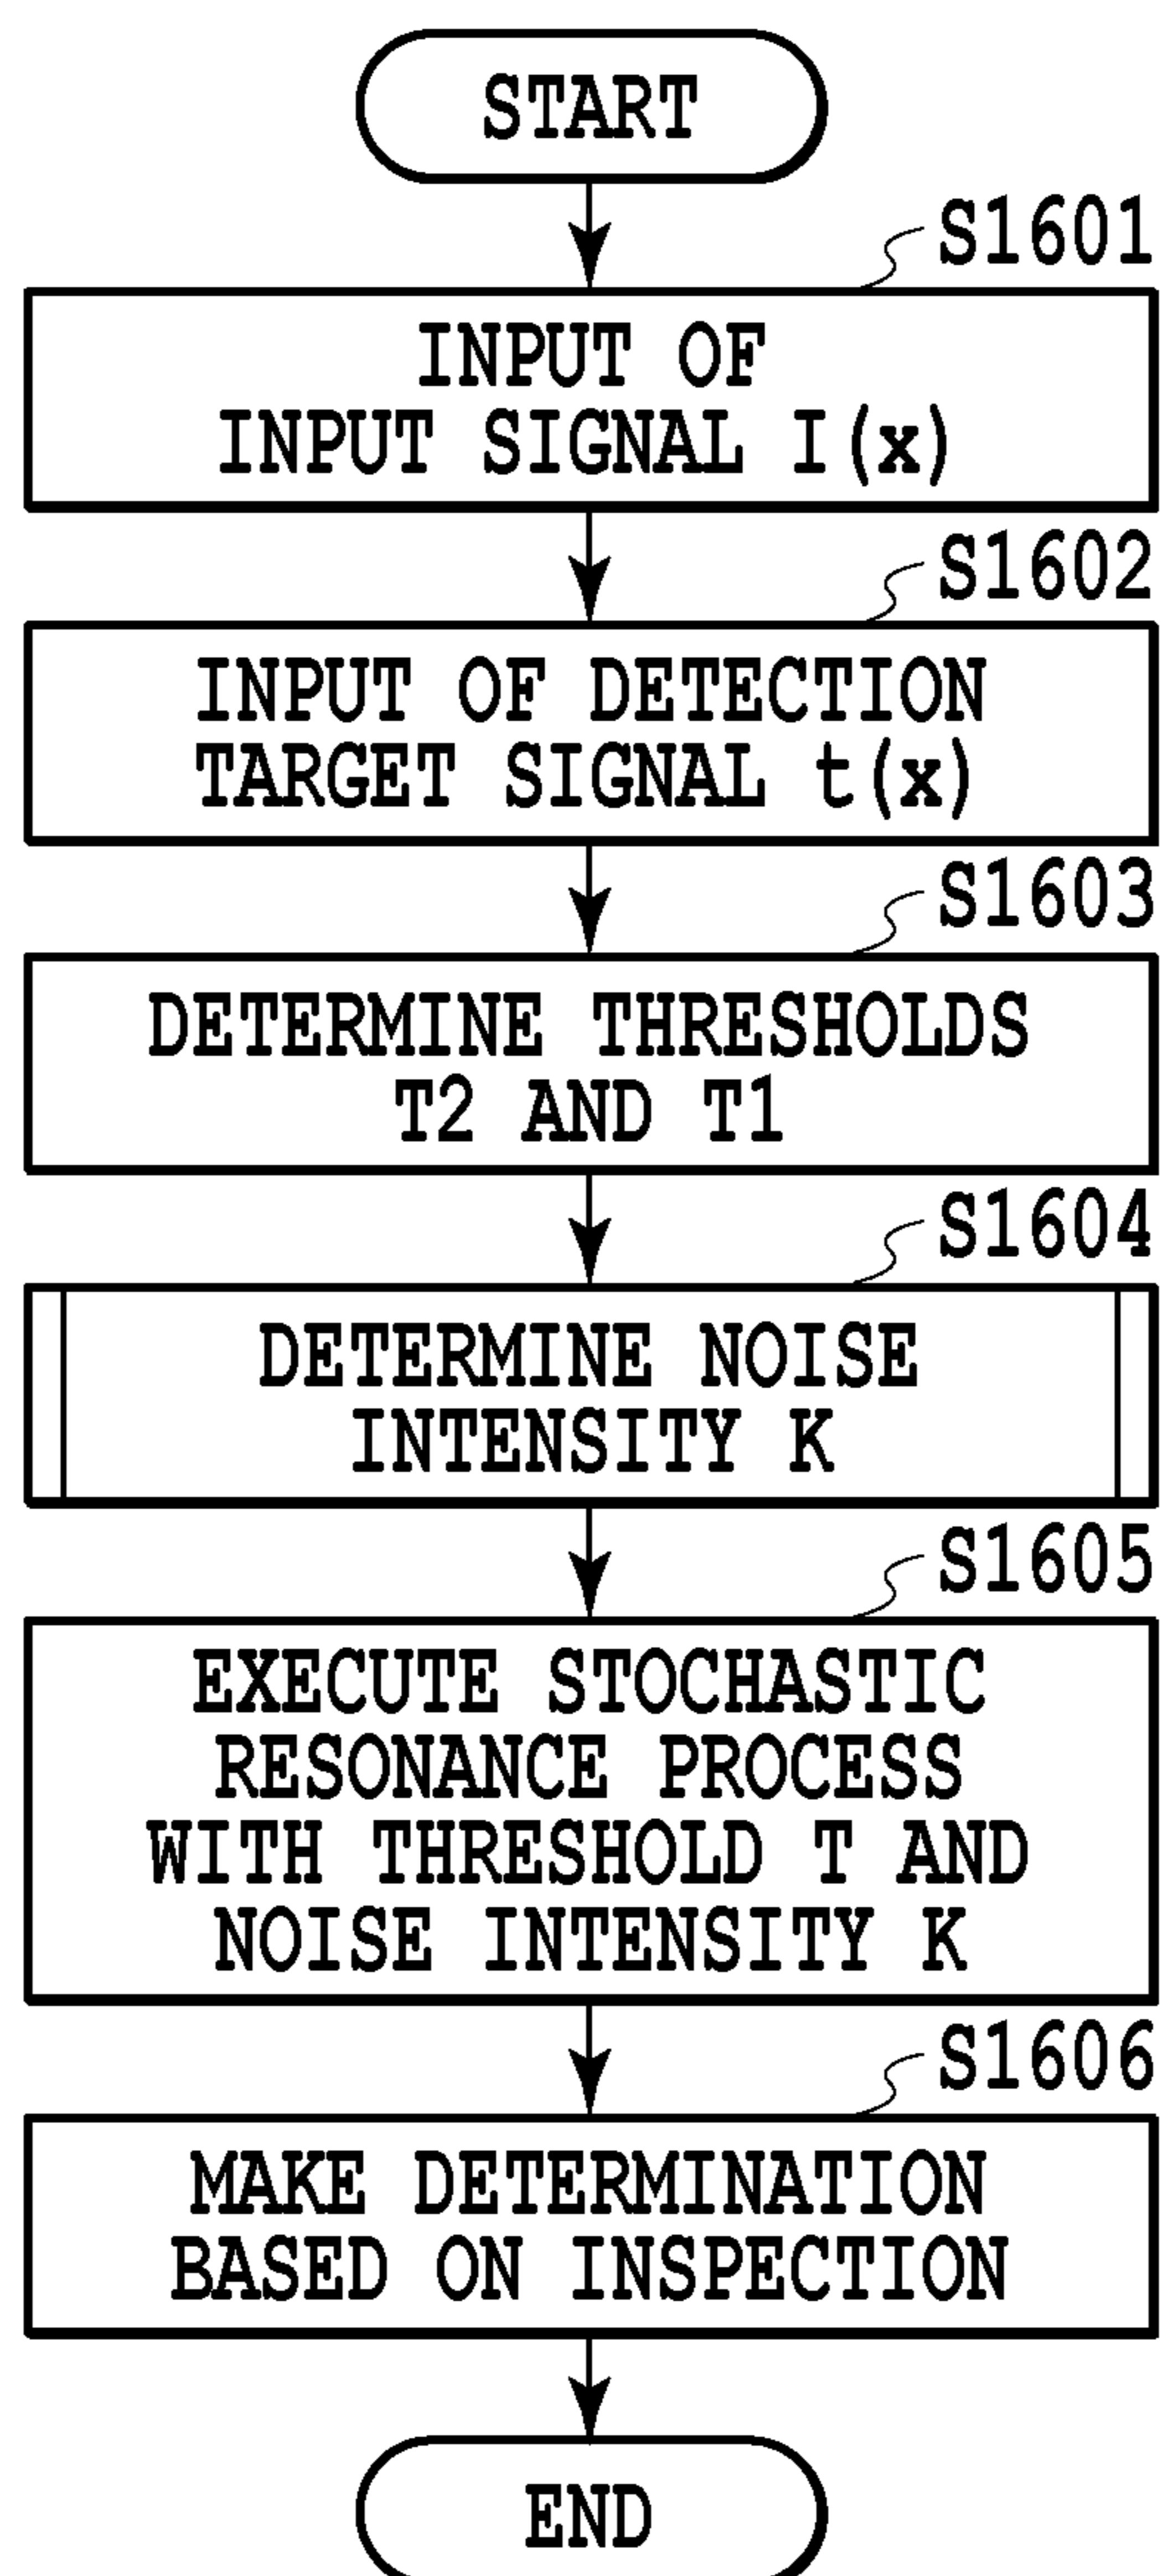 START
S1601
INPUT OF
INPUT SIGNAL I(x)
S1602
INPUT OF DETECTION
TARGET SIGNAL t(x)
S1603
DETERMINE THRESHOLDS
T2 AND T1
S1604
DETERMINE NOISE
INTENSITY K
S1605
EXECUTE STOCHASTIC
RESONANCE PROCESS
WITH THRESHOLD T AND
NOISE INTENSITY K
S1606
MAKE DETERMINATION
BASED ON INSPECTION
END